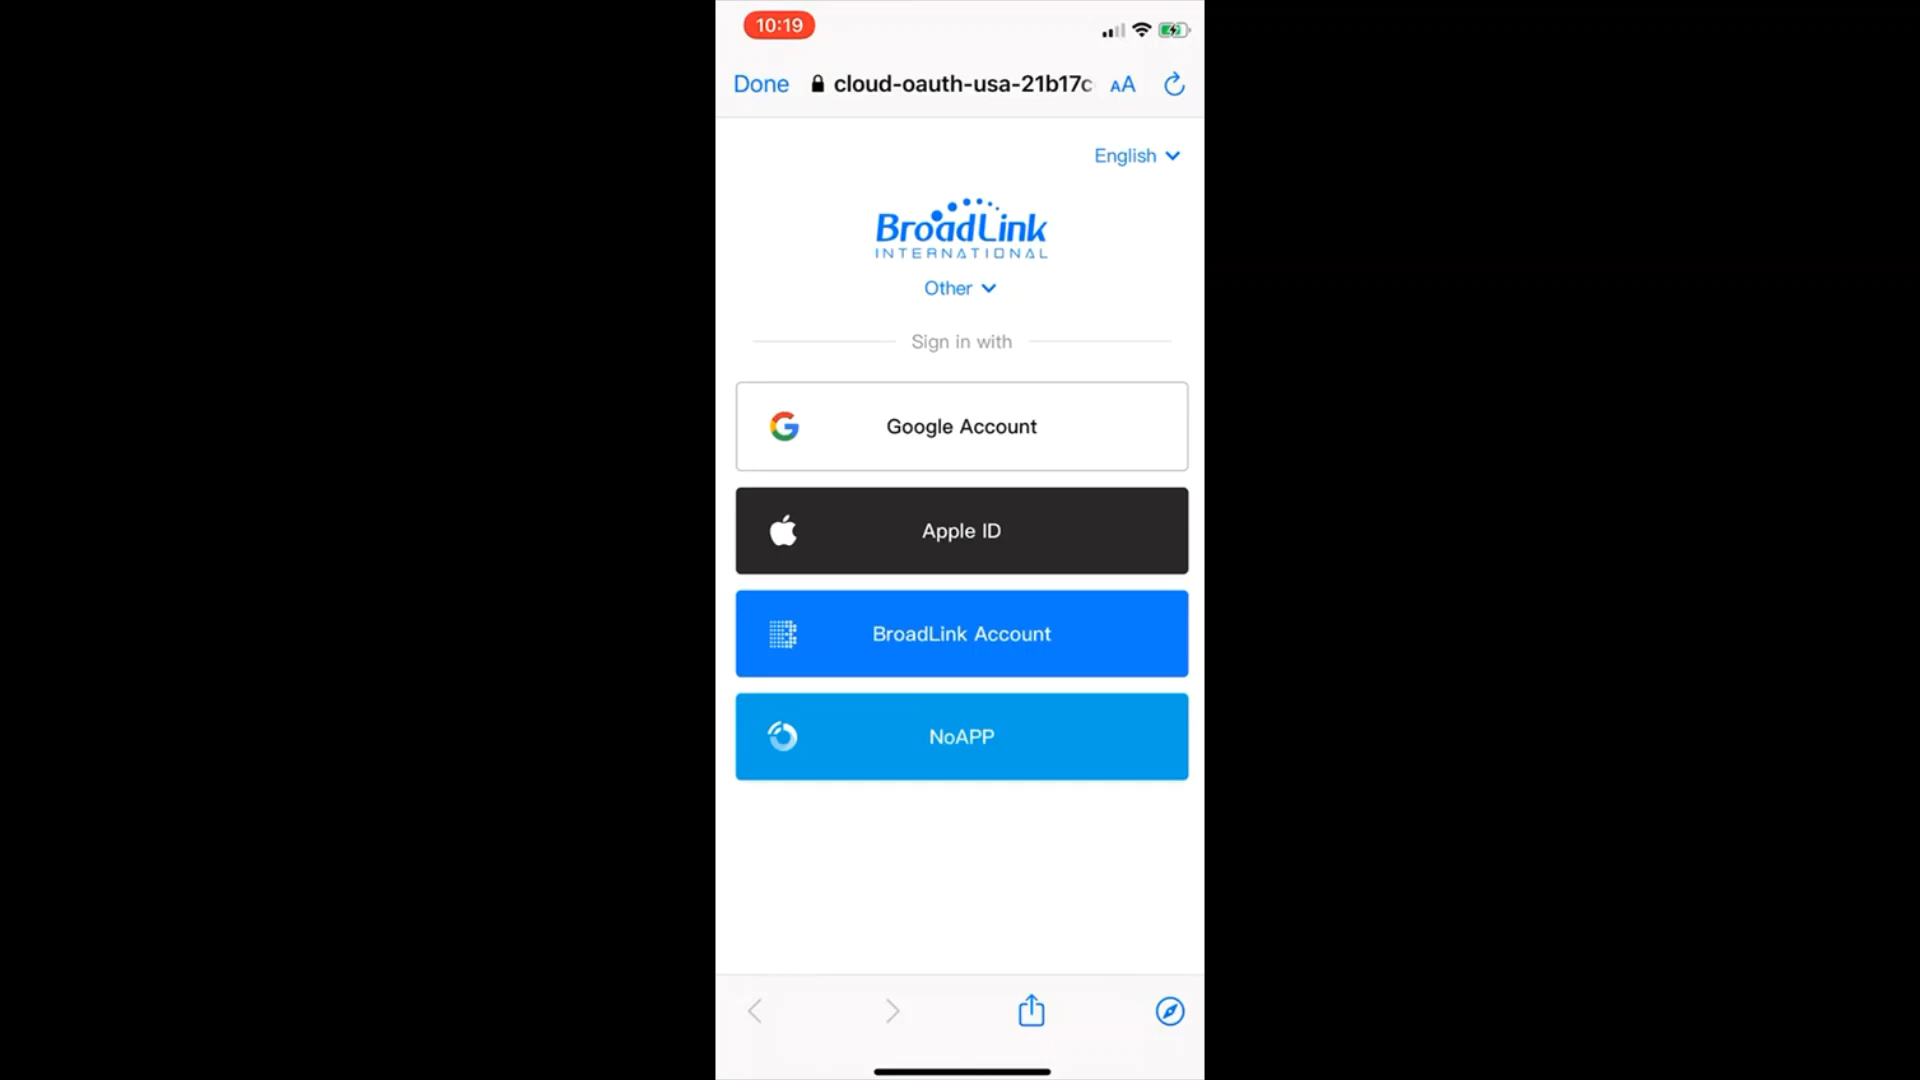 10:19
Done cloud-oauth-usa-21b17c AA
English
BroadLink
INTERNATIONAL
Other
Sign in with
Google Account
Apple ID
BroadLink Account
NoAPP